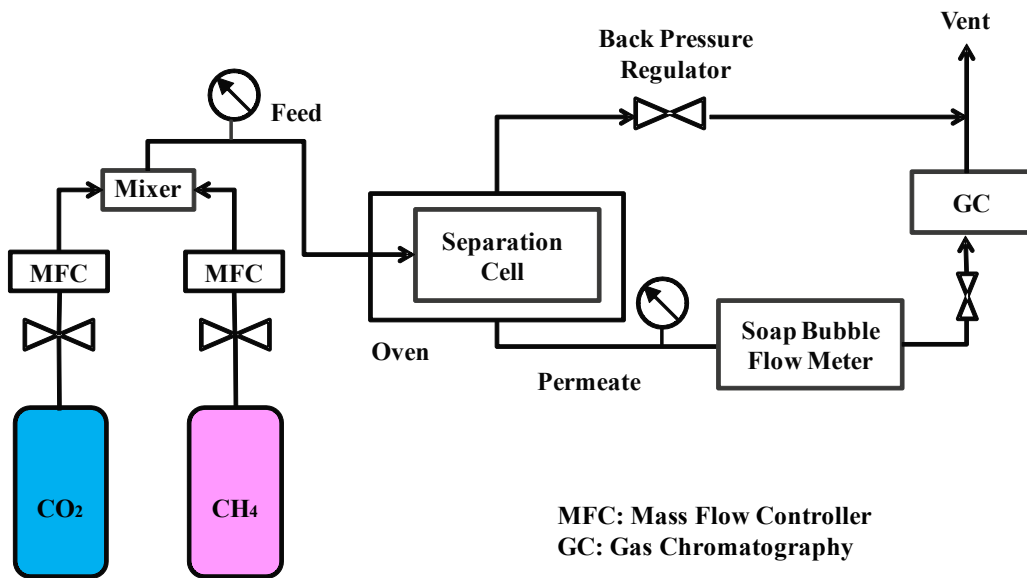 Vent
Back Pressure
Regulator
Feed
Mixer
GC
MFC
MFC
Separation
Cell
Soap Bubble
Flow Meter
Oven
Permeate
CO₂
CH₄
MFC: Mass Flow Controller
GC: Gas Chromatography